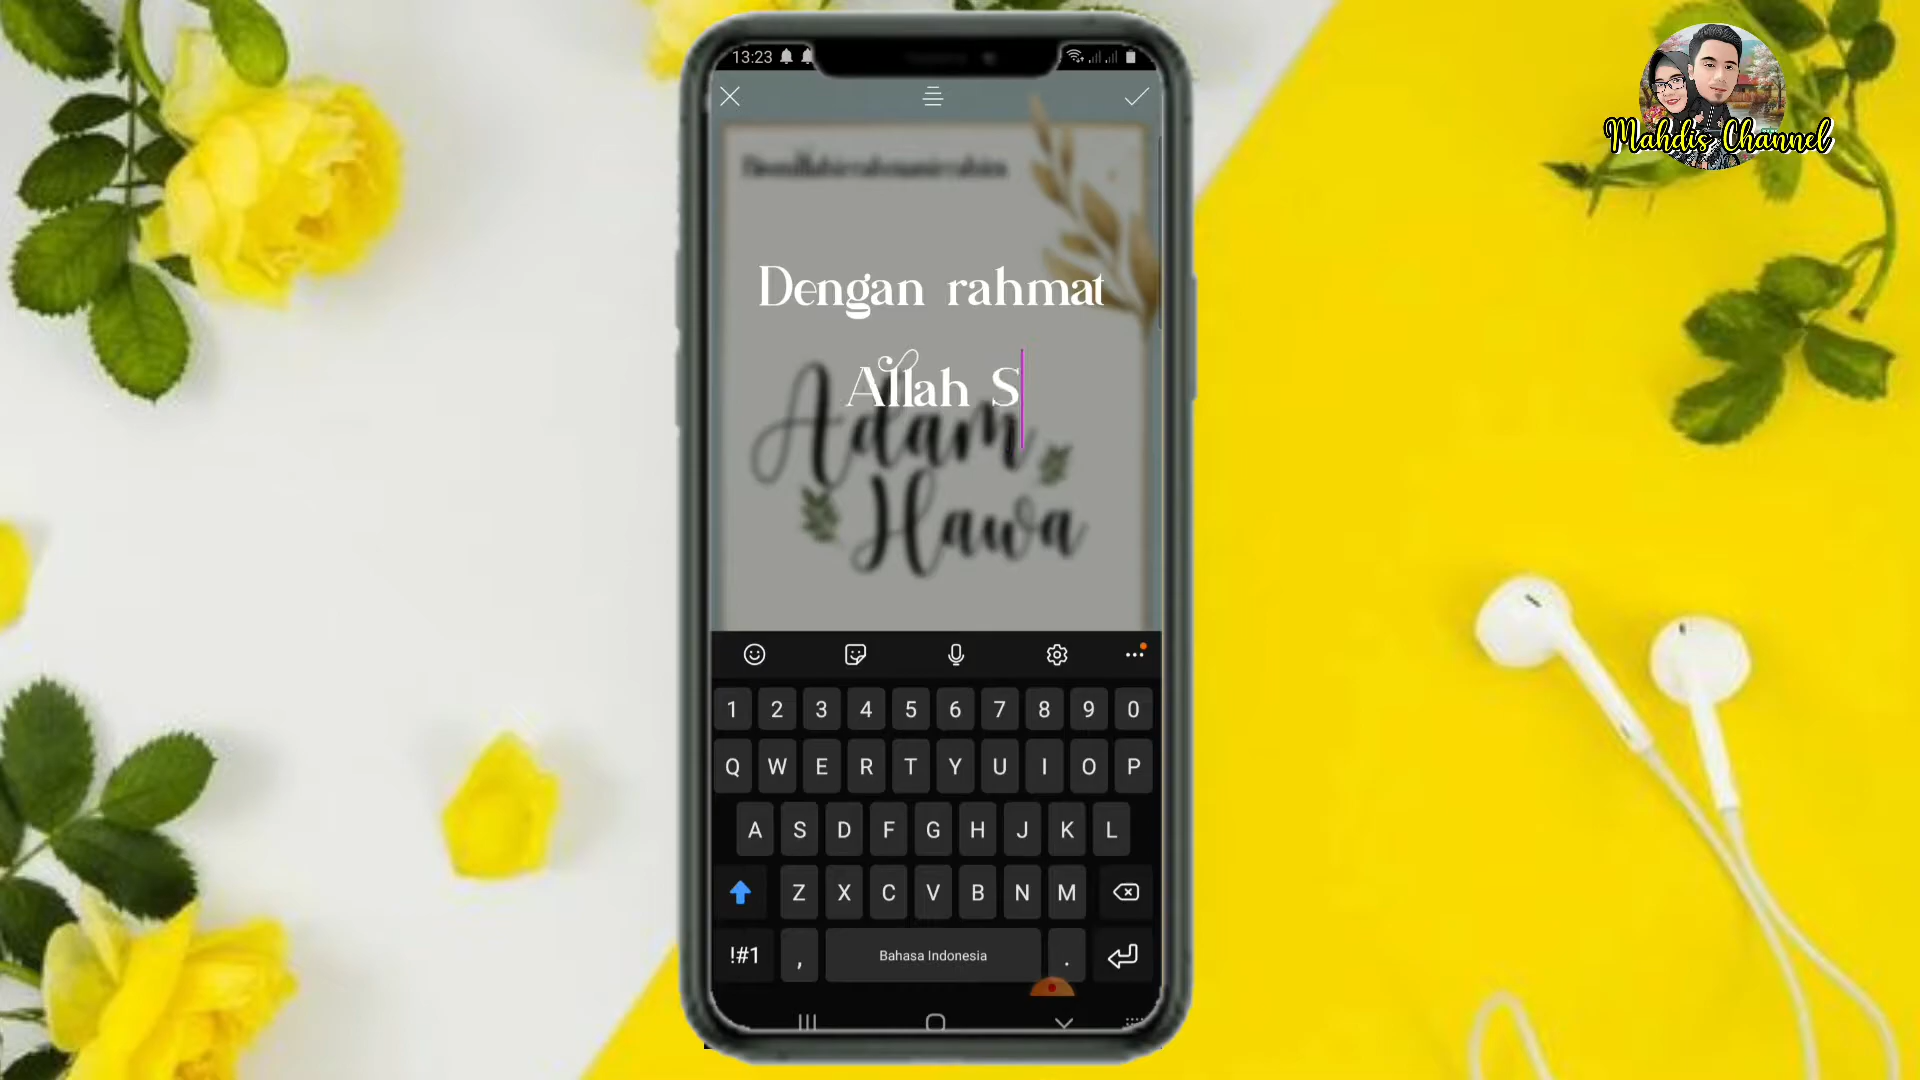 Mahdis Channel
13:23
Dengan rahmat
Allah S
Adam
Hawa
1 2 3 4 5 6 7 8 9 0
Q W E R T Y U I O P
A S D F G H J K L
Z X C V B N M
!#1 , Bahasa Indonesia .